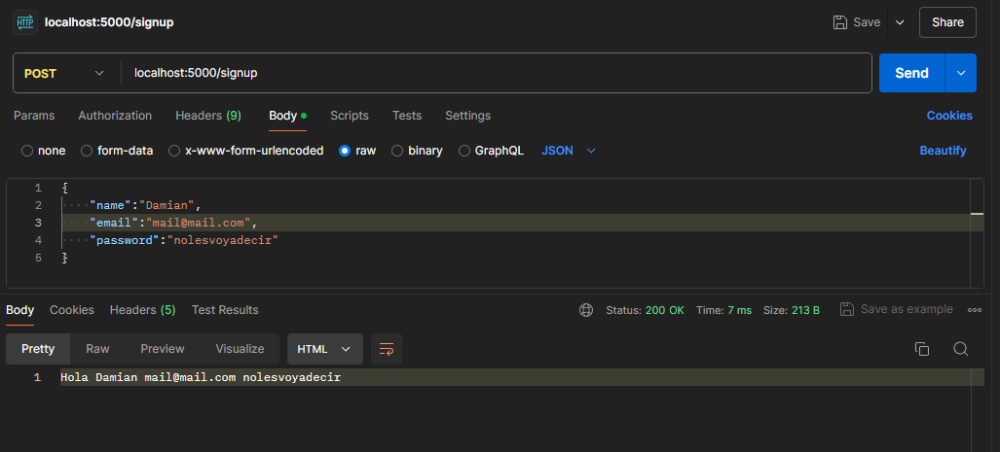 HTTP localhost:5000/signup Save Share
POST localhost:5000/signup Send
Params Authorization Headers (9) Body Scripts Tests Settings Cookies
none form-data x-www-form-urlencoded raw binary GraphQL JSON Beautify
1 {
2 "name":"Damian",
3 "email":"mail@mail.com",
4 "password":"nolesvoyadecir"
5 }
Body Cookies Headers (5) Test Results Status: 200 OK Time: 7 ms Size: 213 B Save as example
Pretty Raw Preview Visualize HTML
1 Hola Damian mail@mail.com nolesvoyadecir